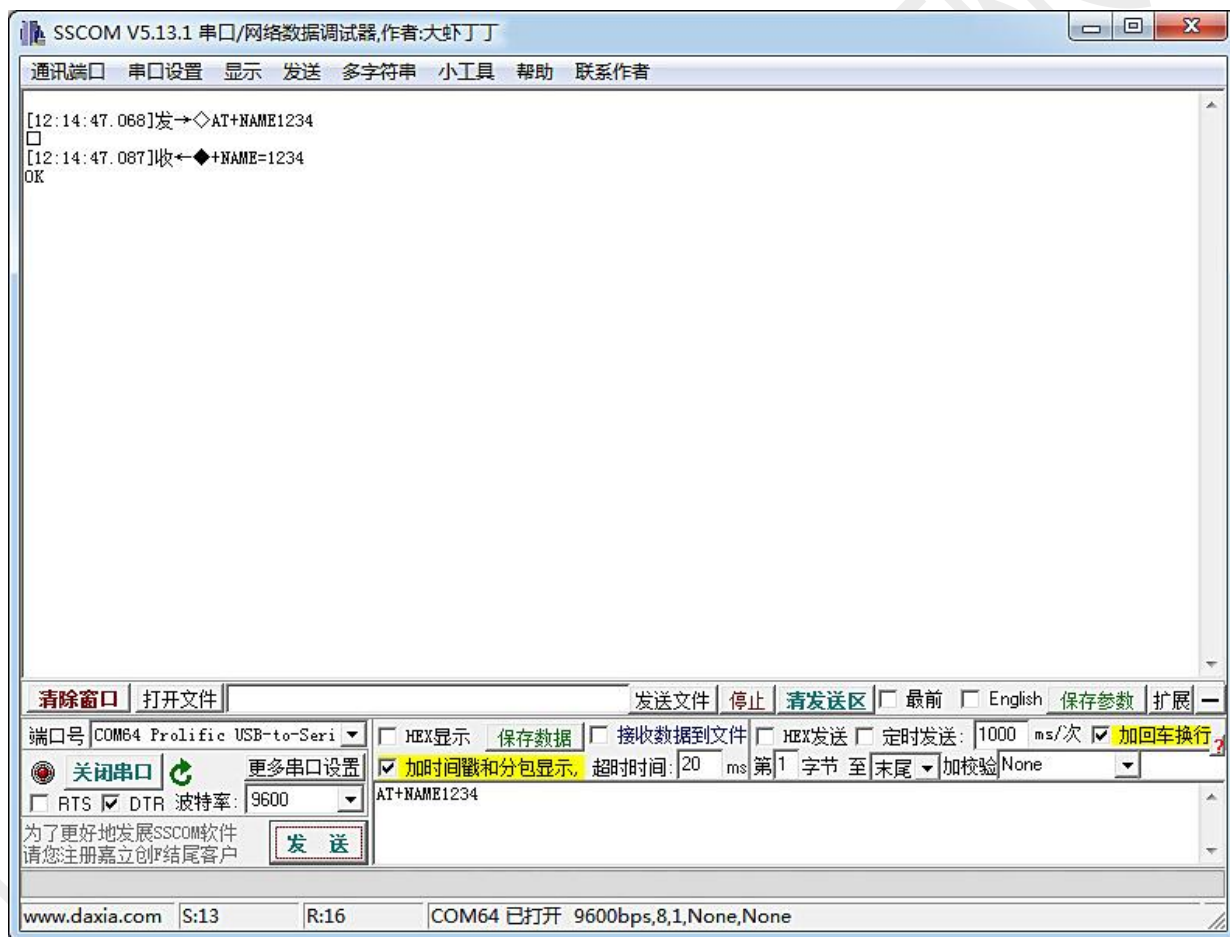 SSCOM V5.13.1 串口/网络数据调试器,作者:大虾丁丁
通讯端口 串口设置 显示 发送 多字符串 小工具 帮助 联系作者
[12:14:47.068]发→◇AT+NAME1234
□
[12:14:47.087]收←◆+NAME=1234
OK
清除窗口 打开文件 发送文件 停止 清发送区 最前 English 保存参数 扩展 —
端口号 COM64 Prolific USB-to-Seri HEX显示 保存数据 接收数据到文件 HEX发送 定时发送: 1000 ms/次 加回车换行 ?
关闭串口 更多串口设置 加时间戳和分包显示, 超时时间: 20 ms 第1 字节 至 末尾 加校验 None
RTS DTR 波特率: 9600 AT+NAME1234
为了更好地发展SSCOM软件
请您注册嘉立创F结尾客户 发 送
www.daxia.com S:13 R:16 COM64 已打开 9600bps,8,1,None,None